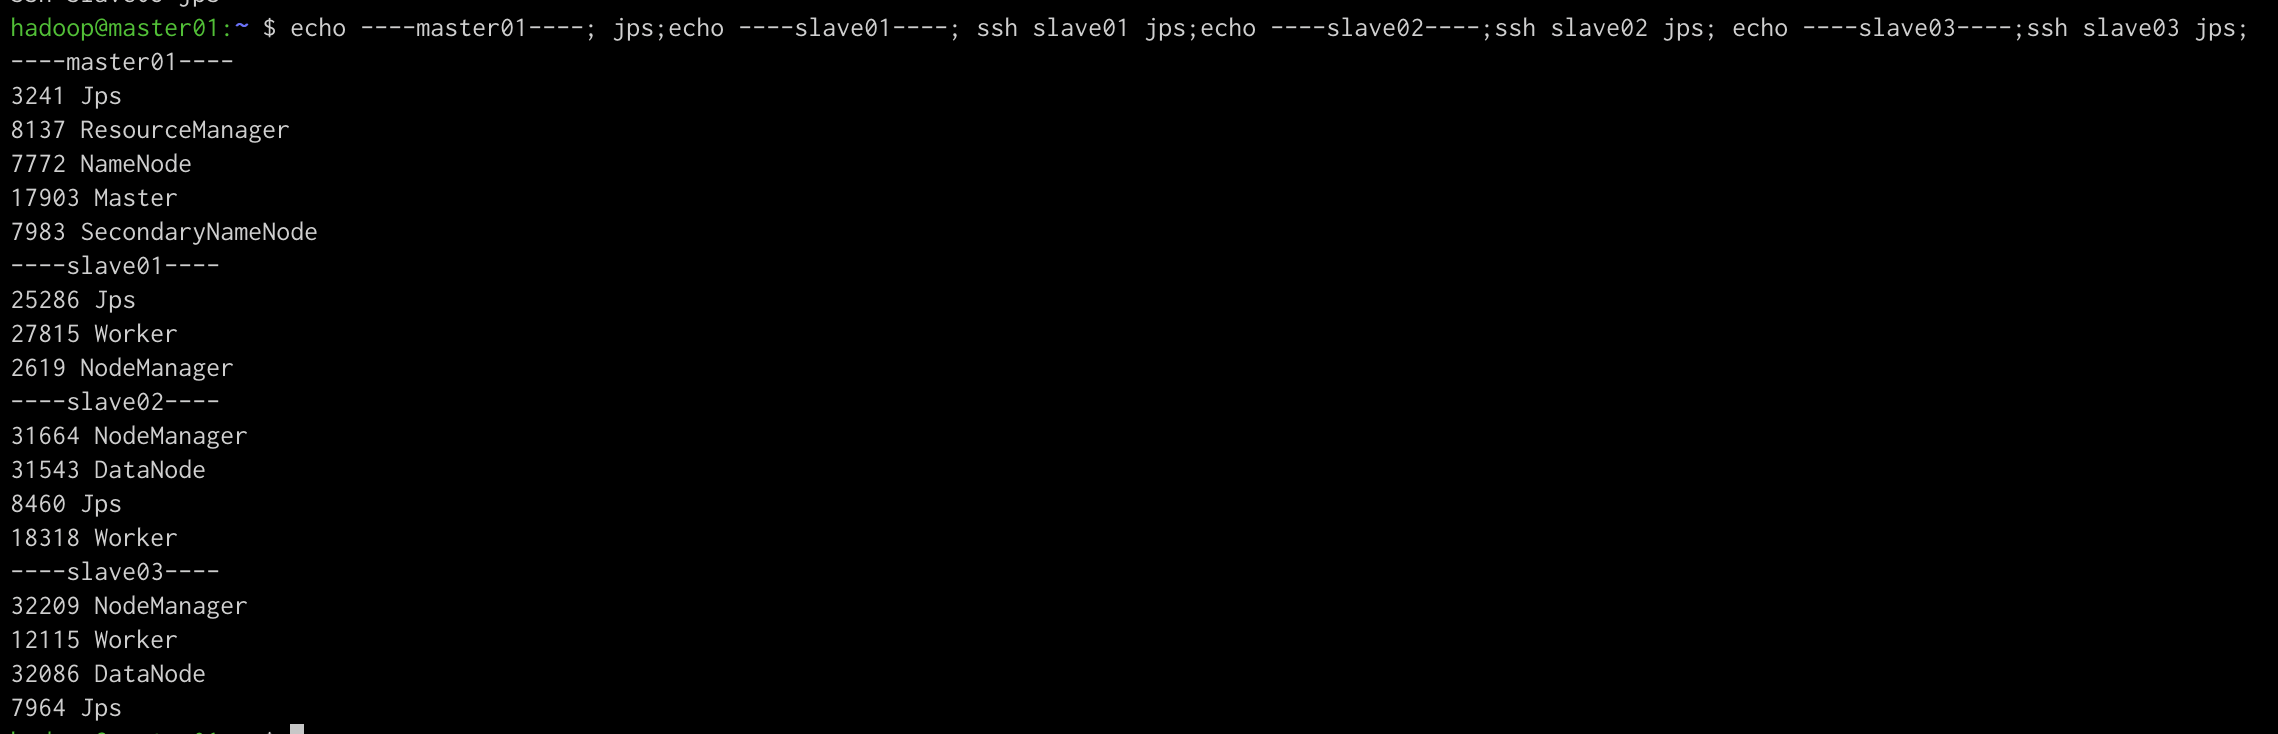 hadoop@master01:~ $ echo ----master01----; jps;echo ----slave01----; ssh slave01 jps;echo ----slave02----;ssh slave02 jps; echo ----slave03----;ssh slave03 jps;
----master01----
3241 Jps
8137 ResourceManager
7772 NameNode
17903 Master
7983 SecondaryNameNode
----slave01----
25286 Jps
27815 Worker
2619 NodeManager
----slave02----
31664 NodeManager
31543 DataNode
8460 Jps
18318 Worker
----slave03----
32209 NodeManager
12115 Worker
32086 DataNode
7964 Jps